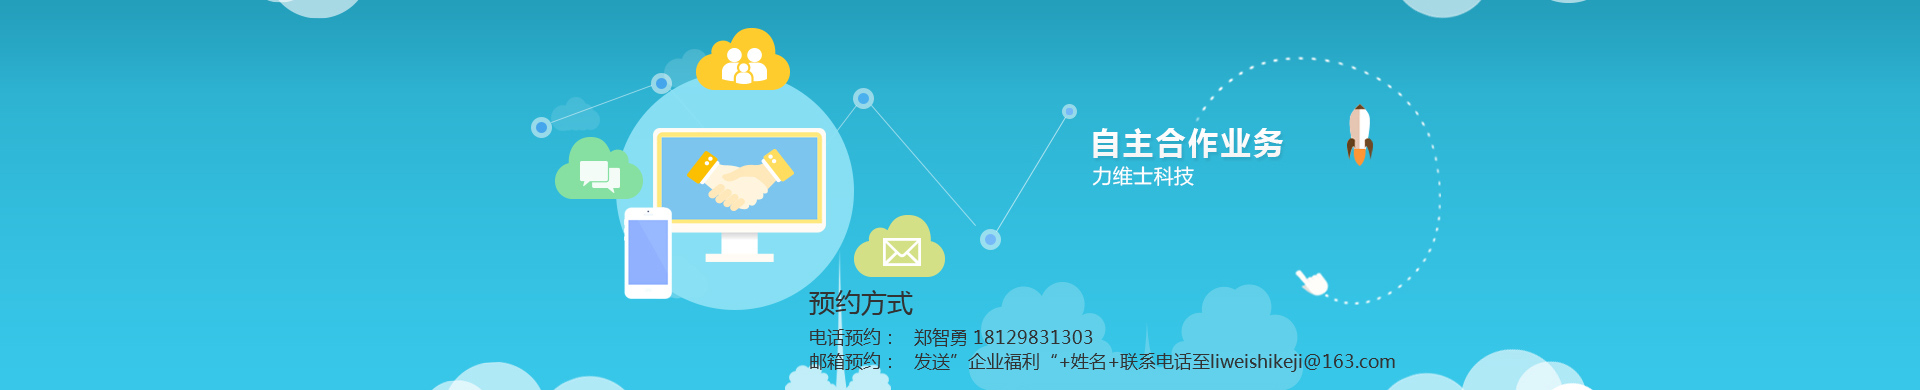 自主合作业务
力维士科技
预约方式
电话预约： 郑智勇 18129831303
邮箱预约： 发送”企业福利“+姓名+联系电话至liweishikeji@163.com